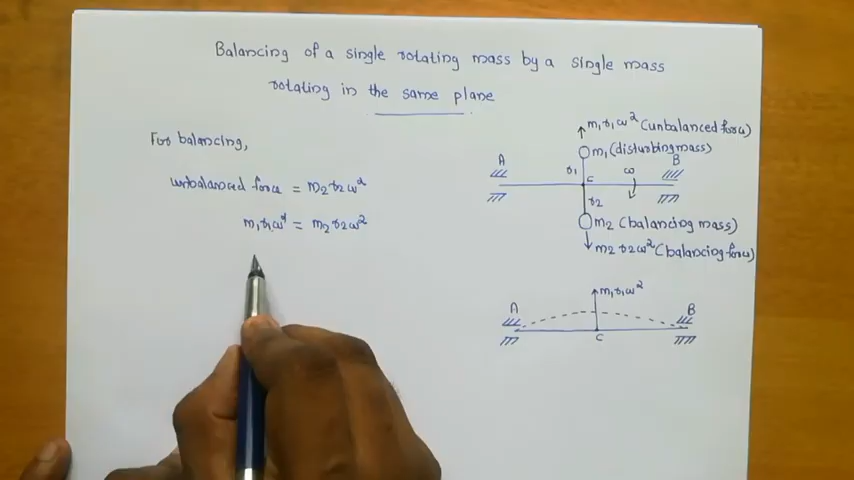 Balancing of a single rotating mass by a single mass
rotating in the same plane
For balancing,
unbalanced force = m₂r₂ω²
m₁r₁ω² = m₂r₂ω²
m₁r₁ω² (unbalanced force)
m₁ (disturbing mass)
A
B
r₁
C
ω
r₂
m₂ (balancing mass)
m₂r₂ω² (balancing force)
m₁r₁ω²
A
B
C